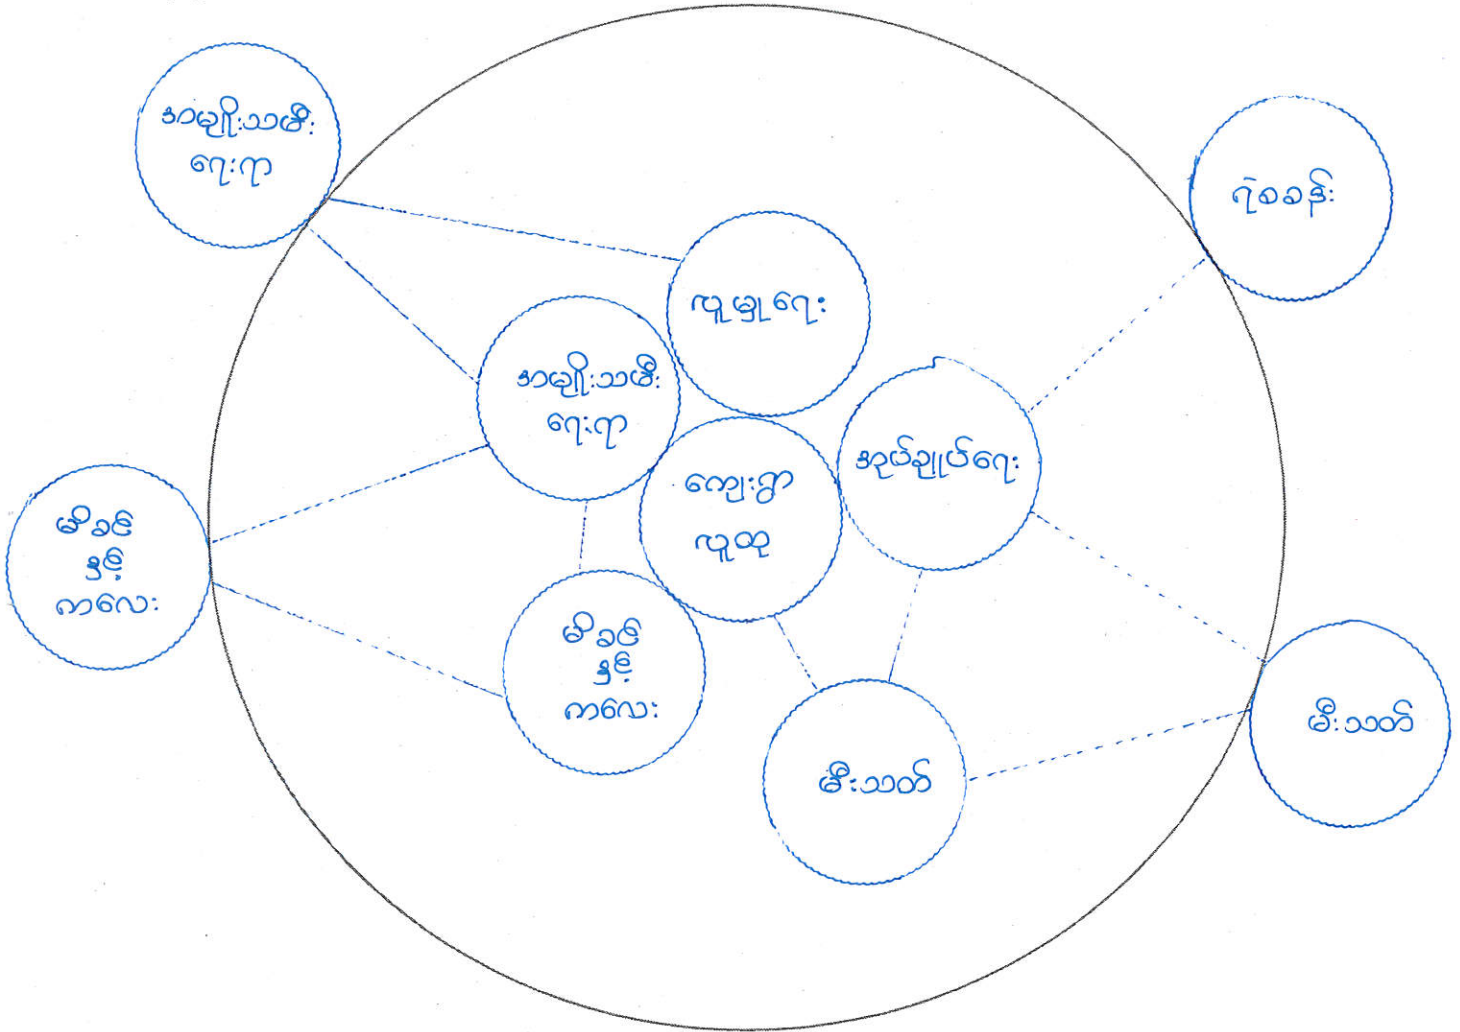 အမျိုးသမီး
ရေးရာ
ရဲစခန်း
လူမှုရေး
အမျိုးသမီး
ရေးရာ
ကျေးရွာ
လူထု
အုပ်ချုပ်ရေး
မိခင်
နှင့်
ကလေး
မိခင်
နှင့်
ကလေး
မီးသတ်
မီးသတ်